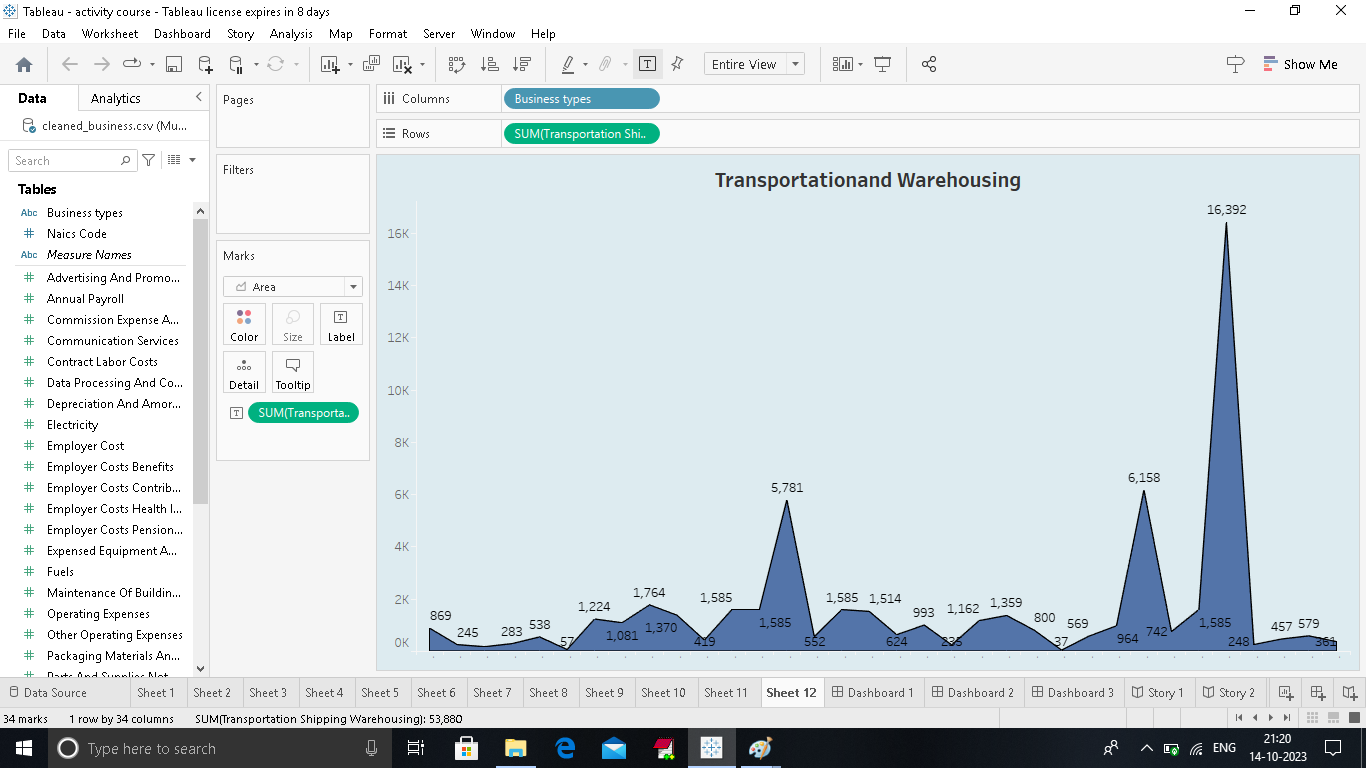 Tableau - activity course - Tableau license expires in 8 days
File Data Worksheet Dashboard Story Analysis Map Format Server Window Help
Entire View
Show Me
Data Analytics
cleaned_business.csv (Mu...
Search
Tables
Abc Business types
# Naics Code
Abc Measure Names
# Advertising And Promo...
# Annual Payroll
# Commission Expense A...
# Communication Services
# Contract Labor Costs
# Data Processing And Co...
# Depreciation And Amor...
# Electricity
# Employer Cost
# Employer Costs Benefits
# Employer Costs Contrib...
# Employer Costs Health I...
# Employer Costs Pension...
# Expensed Equipment A...
# Fuels
# Maintenance Of Buildin...
# Operating Expenses
# Other Operating Expenses
# Packaging Materials An...
Parts And Supplies Not
Pages
Filters
Marks
Area
Color Size Label
Detail Tooltip
SUM(Transporta..
Columns Business types
Rows SUM(Transportation Shi..
Transportationand Warehousing
16K
14K
12K
10K
8K
6K
4K
2K
0K
869
245
283
538
57
1,224
1,081
1,764
1,370
419
1,585
1,585
5,781
552
1,585
1,514
624
993
235
1,162
1,359
800
37
569
964
6,158
742
1,585
16,392
248
457
579
361
Data Source Sheet 1 Sheet 2 Sheet 3 Sheet 4 Sheet 5 Sheet 6 Sheet 7 Sheet 8 Sheet 9 Sheet 10 Sheet 11 Sheet 12 Dashboard 1 Dashboard 2 Dashboard 3 Story 1 Story 2
34 marks 1 row by 34 columns SUM(Transportation Shipping Warehousing): 53,880
Type here to search
ENG
21:20
14-10-2023